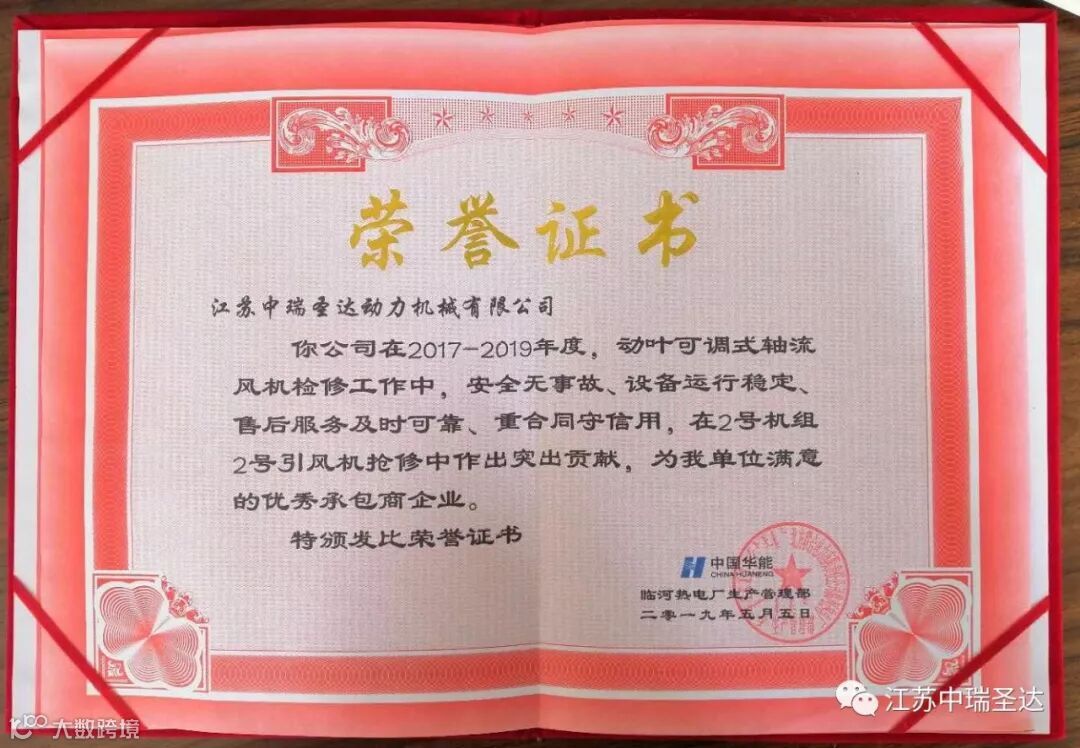 荣誉证书
江苏中瑞圣达动力机械有限公司
你公司在2017-2019年度，动叶可调式轴流
风机检修工作中，安全无事故、设备运行稳定、
售后服务及时可靠、重合同守信用，在2号机组
2号引风机抢修中作出突出贡献，为我单位满意
的优秀承包商企业。
特颁发比荣誉证书
中国华能
CHINA HUANENG
临河热电厂生产管理部
二零一九年五月五日
江苏中瑞圣达
大数跨境